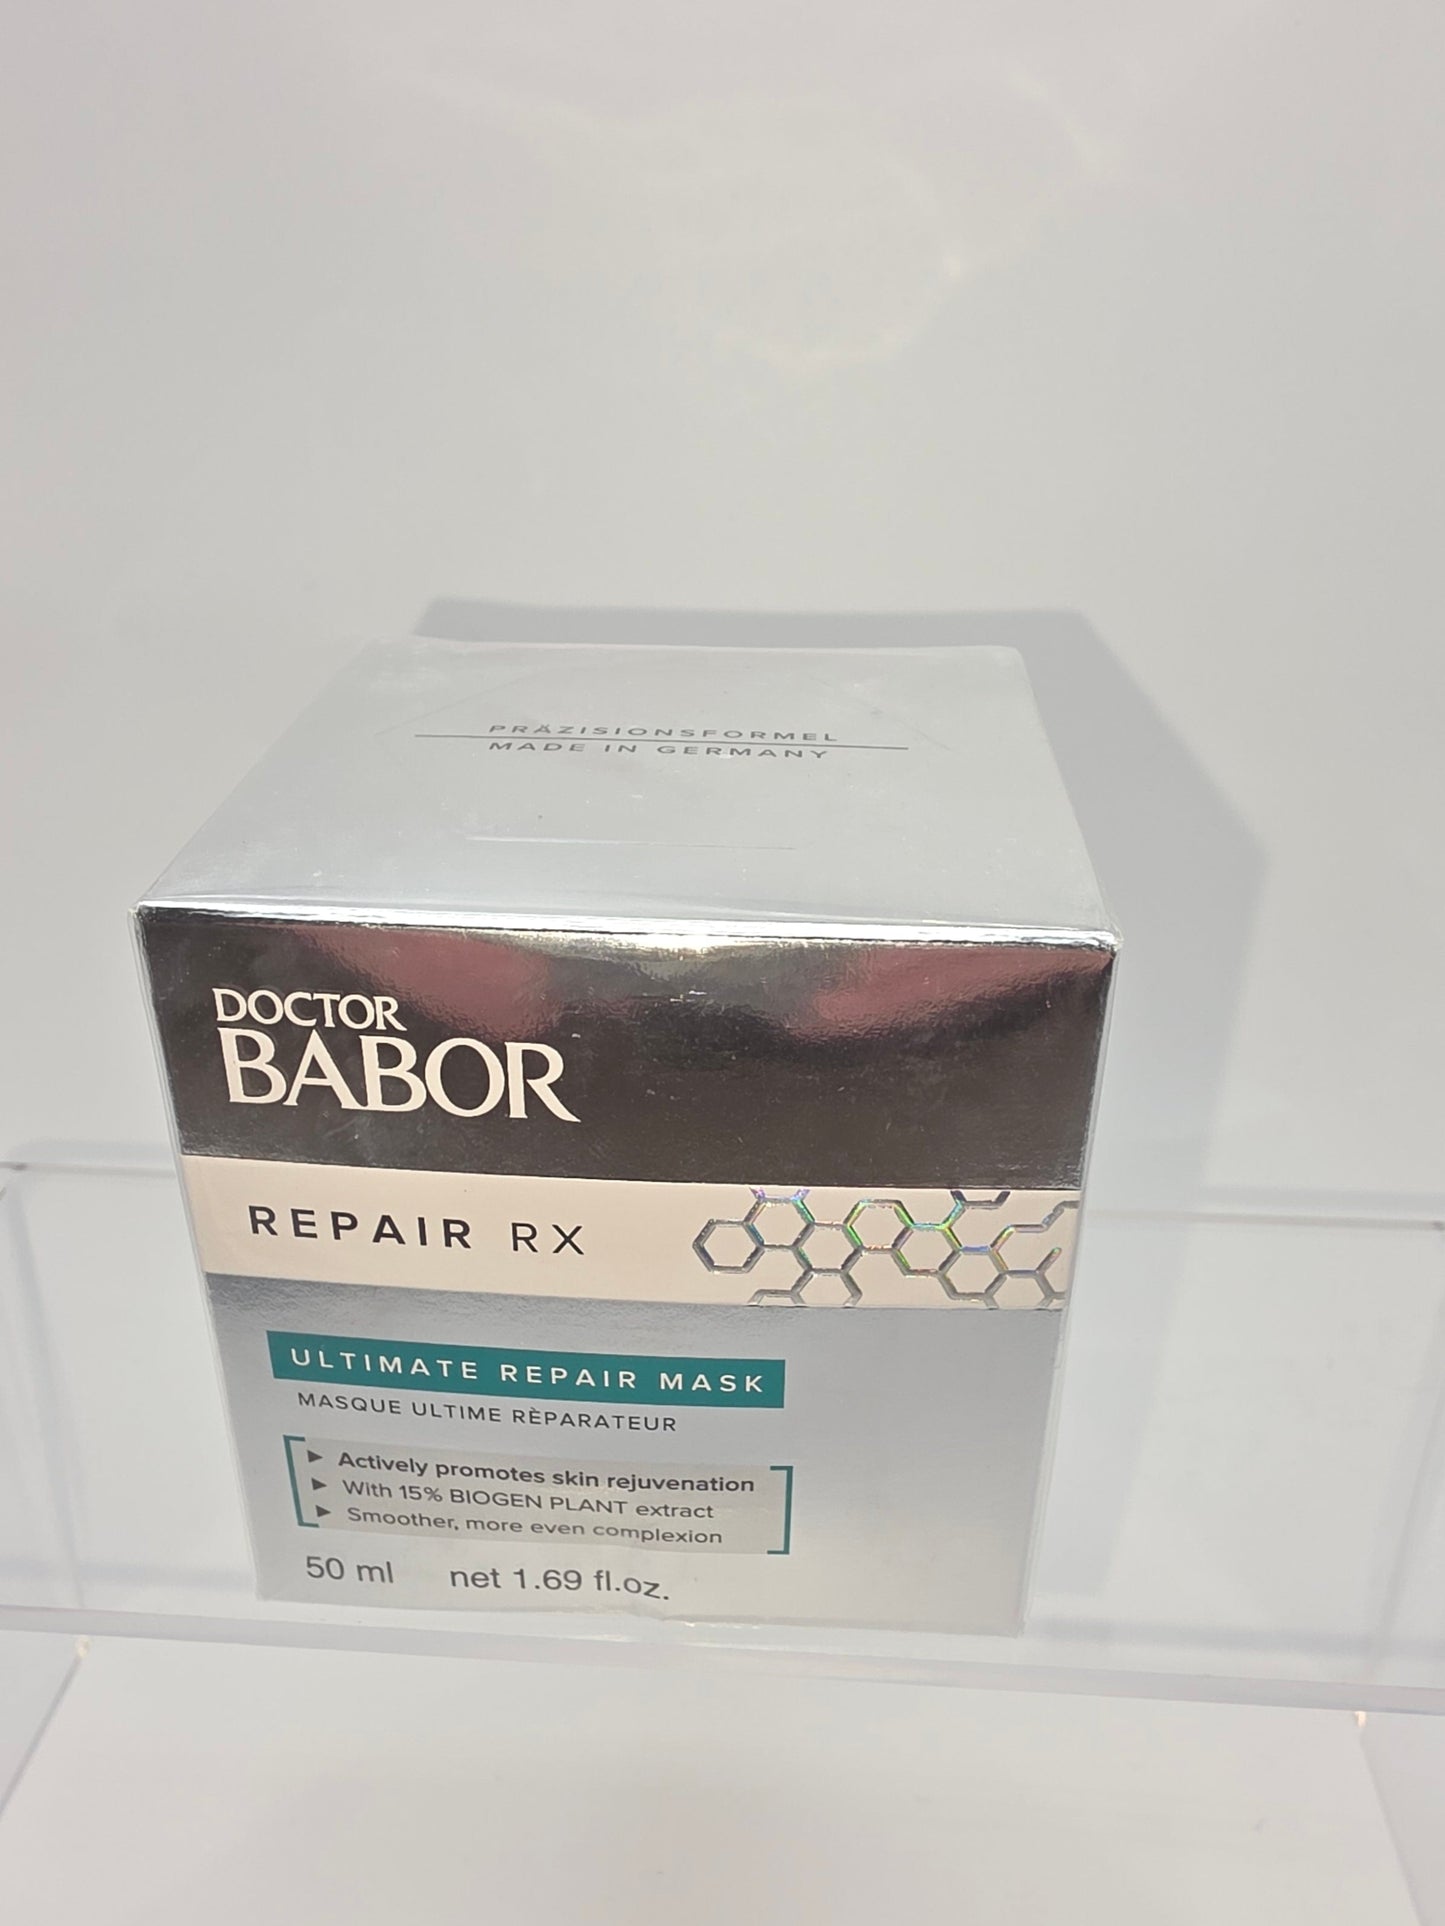 PRÄZISIONSFORMEL
MADE IN GERMANY
DOCTOR
BABOR
REPAIR RX
ULTIMATE REPAIR MASK
MASQUE ULTIME RÈPARATEUR
► Actively promotes skin rejuvenation
► With 15% BIOGEN PLANT extract
► Smoother, more even complexion
50 ml net 1.69 fl.oz.